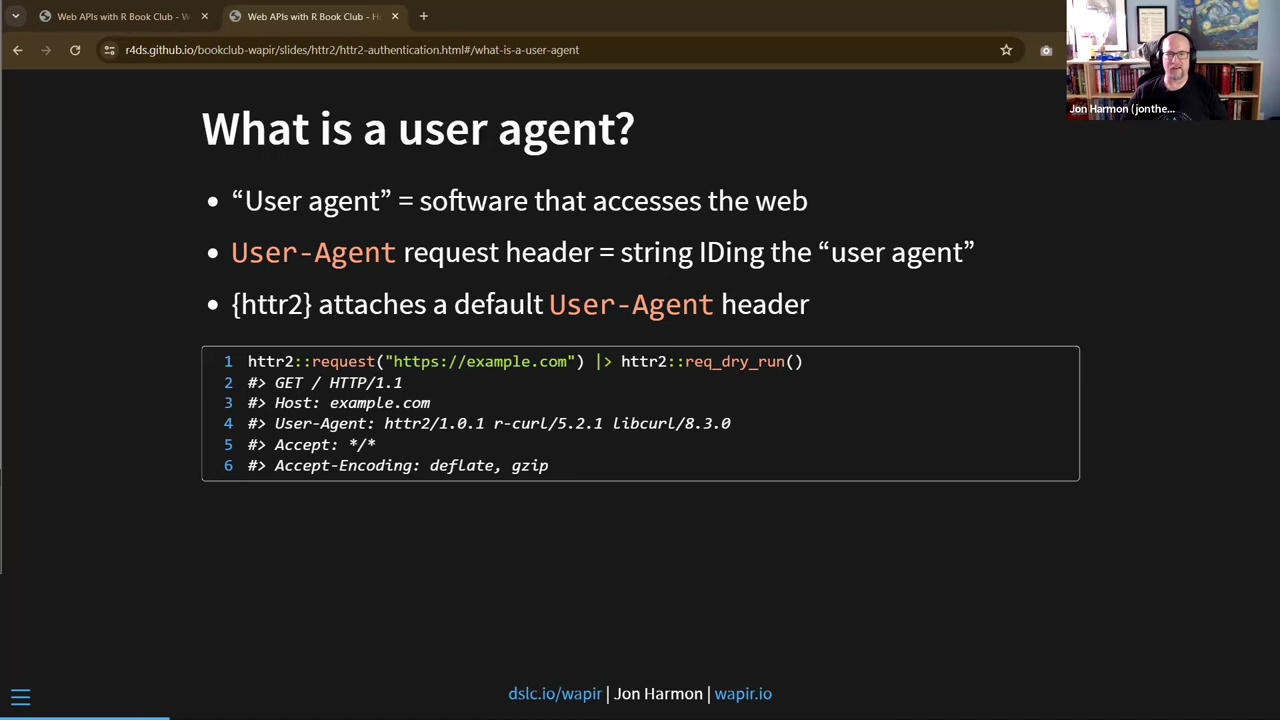 Web APIs with R Book Club - W
Web APIs with R Book Club - H
r4ds.github.io/bookclub-wapir/slides/httr2/httr2-authentication.html#/what-is-a-user-agent
Jon Harmon (jonthe...
What is a user agent?
• “User agent” = software that accesses the web
• User-Agent request header = string IDing the “user agent”
• {httr2} attaches a default User-Agent header
1 httr2::request("https://example.com") |> httr2::req_dry_run()
2 #> GET / HTTP/1.1
3 #> Host: example.com
4 #> User-Agent: httr2/1.0.1 r-curl/5.2.1 libcurl/8.3.0
5 #> Accept: */*
6 #> Accept-Encoding: deflate, gzip
dslc.io/wapir | Jon Harmon | wapir.io